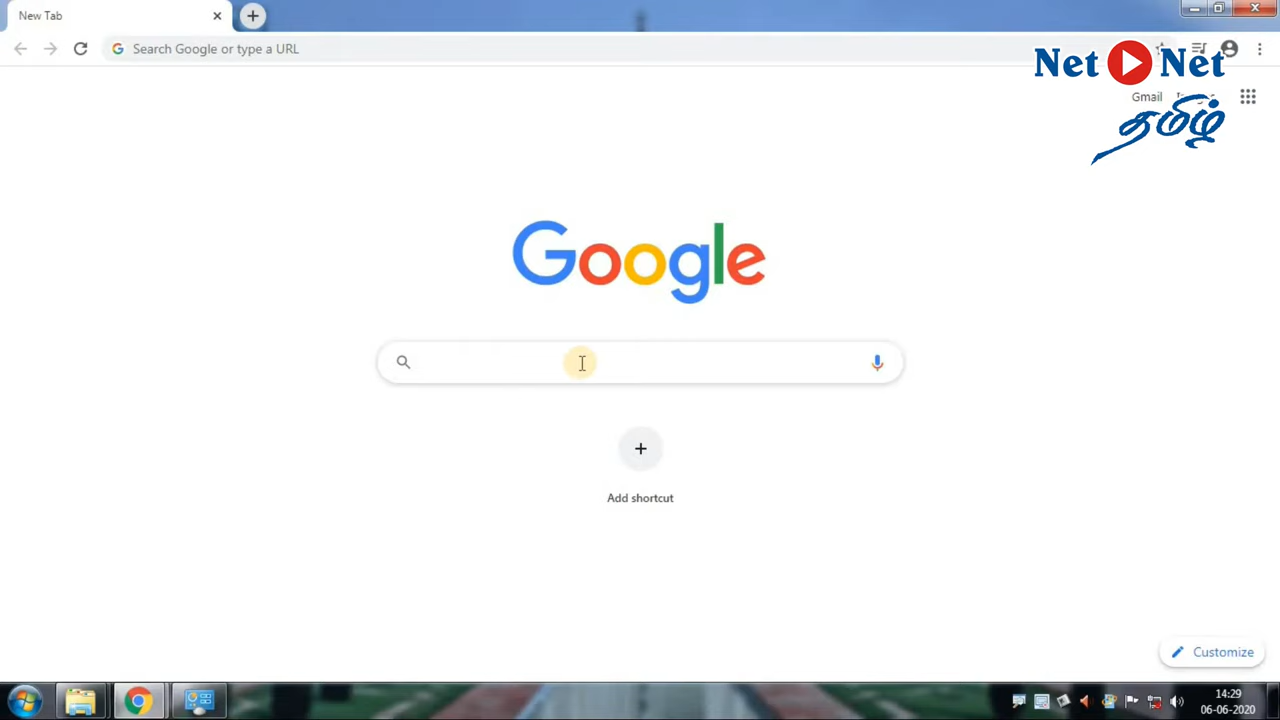 New Tab
Search Google or type a URL
Net Net
தமிழ்
Gmail
Google
Add shortcut
Customize
14:29
06-06-2020